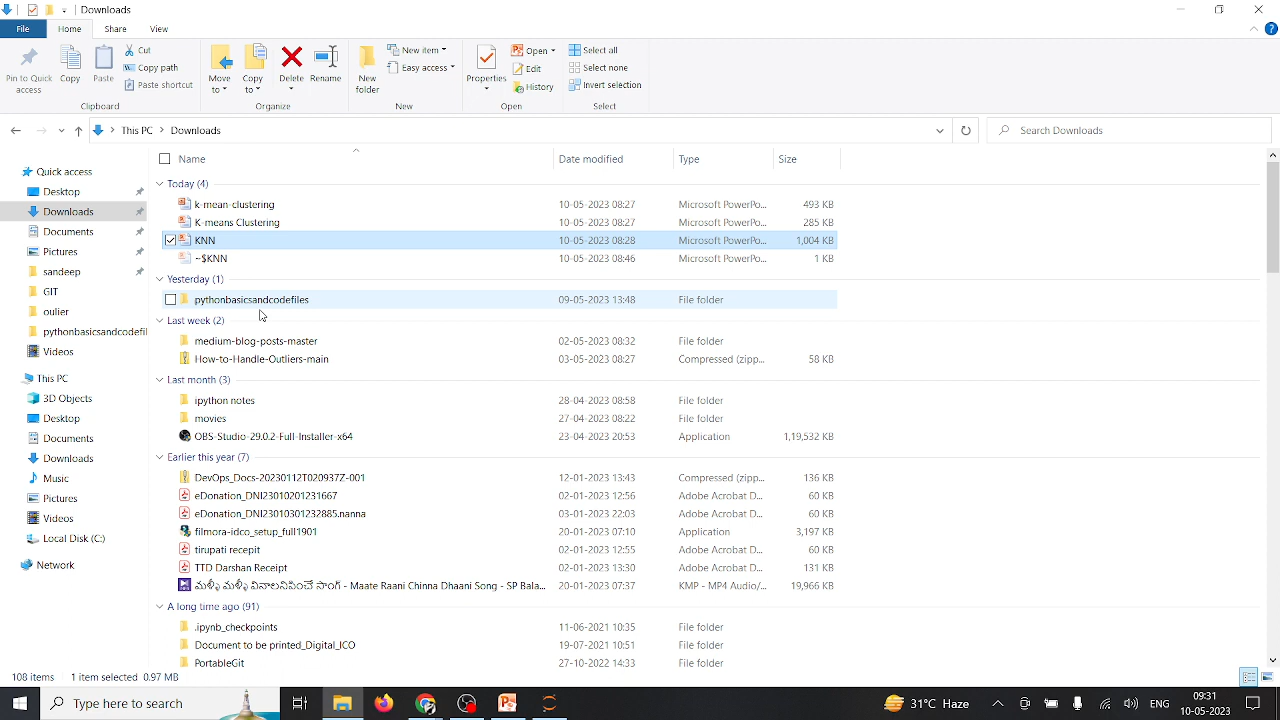 Downloads
File Home Share View
Pin to Quick access
Copy
Paste
Cut
Copy path
Paste shortcut
Clipboard
Move to
Copy to
Delete
Rename
Organize
New folder
New item
Easy access
New
Properties
Open
Edit
History
Open
Select all
Select none
Invert selection
Select
This PC Downloads
Search Downloads
Name Date modified Type Size
Quick access
Desktop
Downloads
Documents
Pictures
sandeep
GIT
oulier
pythonbasicsandcodefil
Videos
This PC
3D Objects
Desktop
Documents
Downloads
Music
Pictures
Videos
Local Disk (C:)
Network
Today (4)
k-mean-clustering 10-05-2023 08:27 Microsoft PowerPo... 493 KB
K-means Clustering 10-05-2023 08:27 Microsoft PowerPo... 285 KB
KNN 10-05-2023 08:28 Microsoft PowerPo... 1,004 KB
~$KNN 10-05-2023 08:46 Microsoft PowerPo... 1 KB
Yesterday (1)
pythonbasicsandcodefiles 09-05-2023 13:48 File folder
Last week (2)
medium-blog-posts-master 02-05-2023 08:32 File folder
How-to-Handle-Outliers-main 03-05-2023 08:27 Compressed (zipp... 58 KB
Last month (3)
ipython notes 28-04-2023 08:58 File folder
movies 27-04-2023 08:22 File folder
OBS-Studio-29.0.2-Full-Installer-x64 23-04-2023 20:53 Application 1,19,532 KB
Earlier this year (7)
DevOps_Docs-20230112T020937Z-001 12-01-2023 13:43 Compressed (zipp... 136 KB
eDonation_DNI23010201231667 02-01-2023 12:56 Adobe Acrobat D... 60 KB
eDonation_DNI23010301232885.nanna 03-01-2023 22:03 Adobe Acrobat D... 60 KB
filmora-idco_setup_full1901 20-01-2023 07:10 Application 3,197 KB
tirupati recepit 02-01-2023 12:55 Adobe Acrobat D... 60 KB
TTD Darshan Receipt 02-01-2023 13:30 Adobe Acrobat D... 131 KB
మళ్ళీ మళ్ళీ వినాలనిపించే సాంగ్ - Maate Raani Chinna Dhaani Song - SP Bala... 20-01-2023 07:37 KMP - MP4 Audio/... 19,966 KB
A long time ago (91)
.ipynb_checkpoints 11-06-2021 10:35 File folder
Document to be printed_Digital_ICO 19-07-2021 10:51 File folder
PortableGit 27-10-2022 14:33 File folder
108 items 1 item selected 0.97 MB
Type here to search
31°C Haze
ENG
09:31
10-05-2023